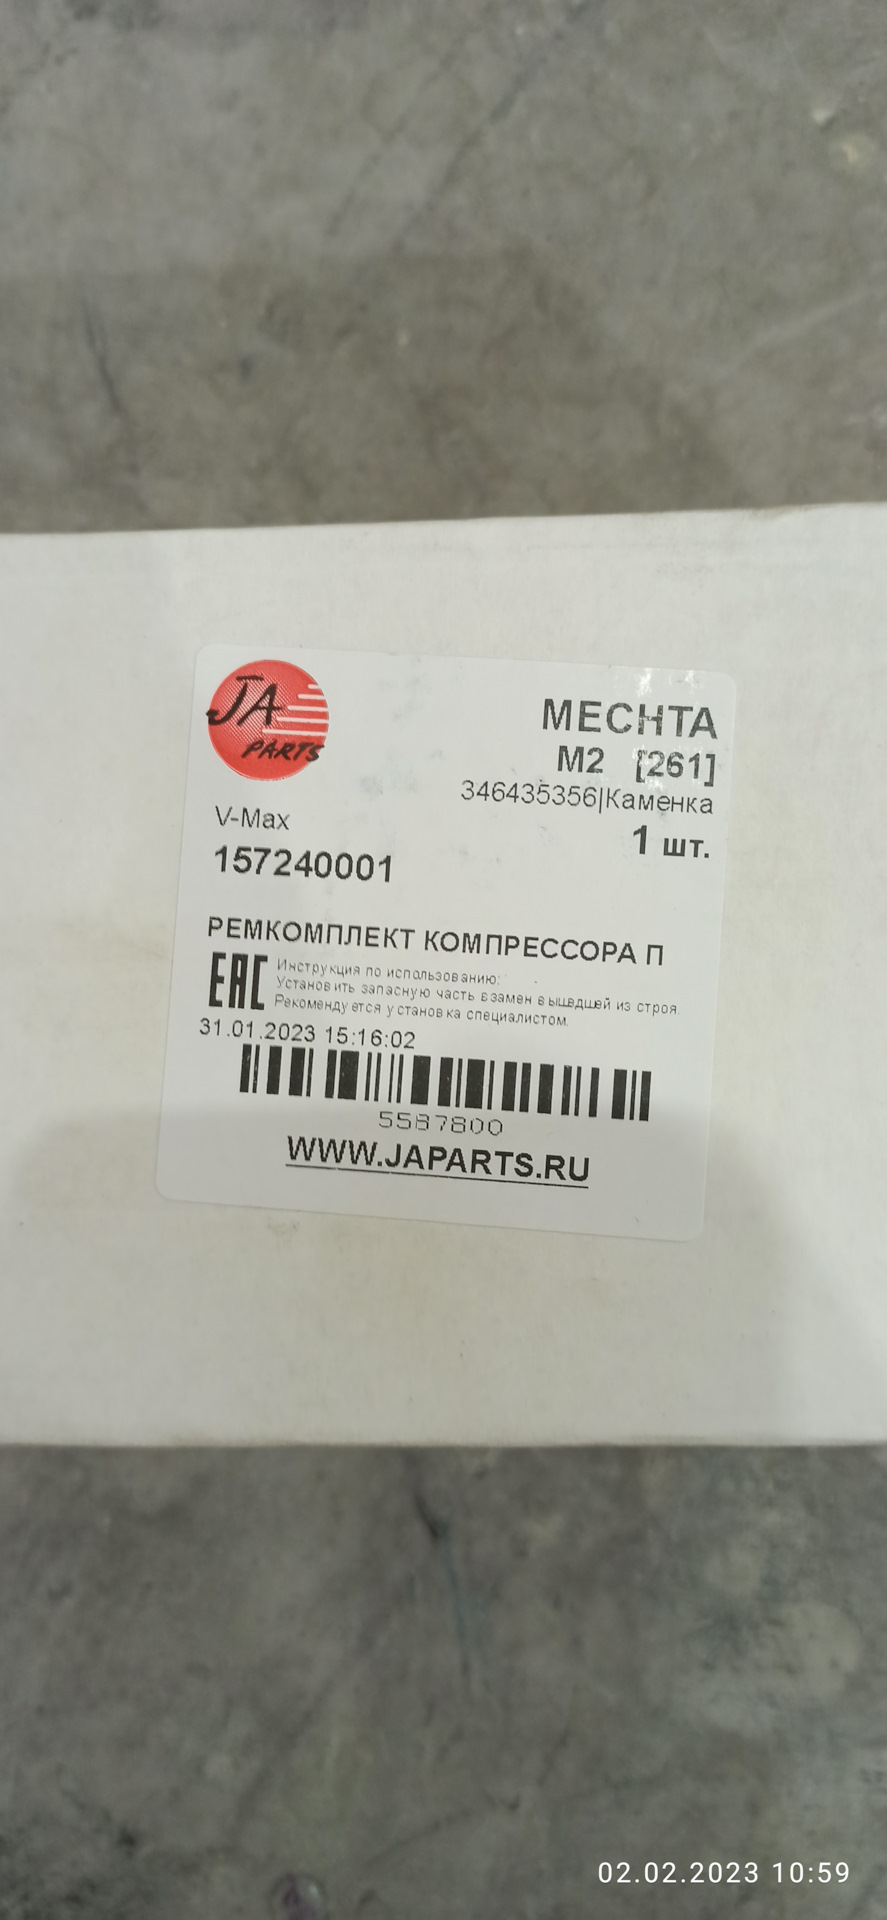 JA
PARTS
МЕСНТА
М2 [261]
346435356|Каменка
1 шт.
V-Max
157240001
РЕМКОМПЛЕКТ КОМПРЕССОРА П
EAC
Инструкция по использованию:
Установить запасную часть взамен вышедшей из строя.
Рекомендуется установка специалистом.
31.01.2023 15:16:02
5587800
WWW.JAPARTS.RU
02.02.2023 10:59